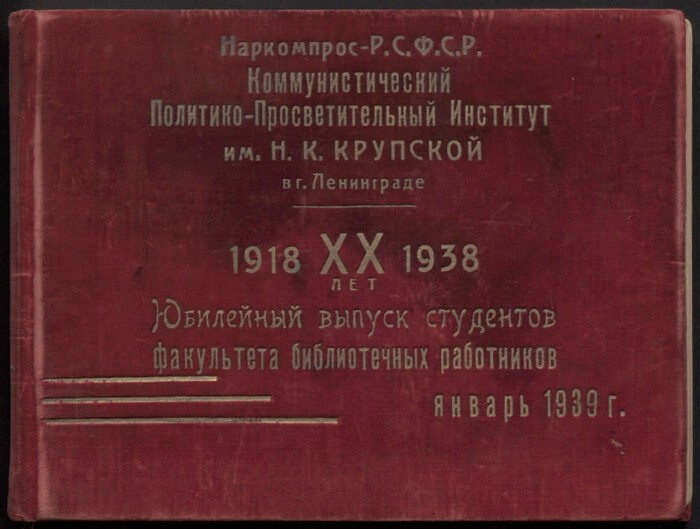 Наркомпрос-Р.С.Ф.С.Р.
Коммунистический
Политико-Просветительный Институт
им. Н. К. КРУПСКОЙ
в г. Ленинграде
1918 XX 1938
ЛЕТ
Юбилейный выпуск студентов
факультета библиотечных работников
январь 1939 г.